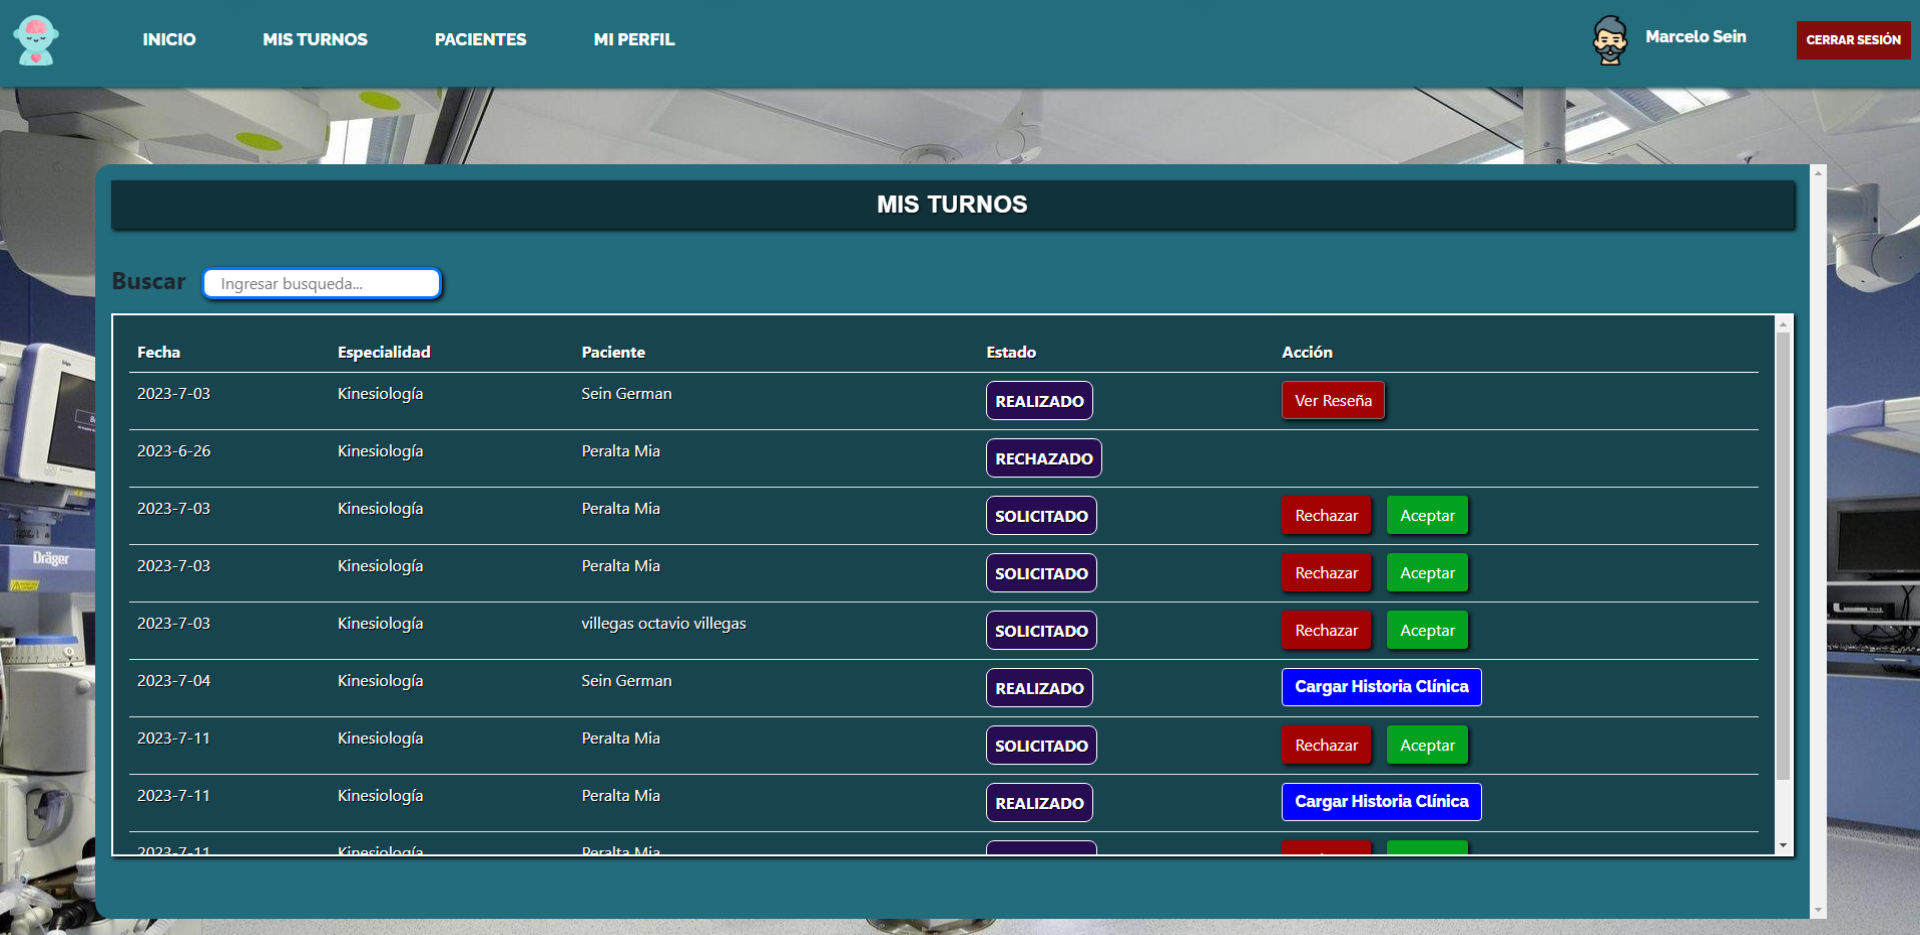 INICIO MIS TURNOS PACIENTES MI PERFIL Marcelo Sein CERRAR SESIÓN
MIS TURNOS
Buscar Ingresar busqueda...
Fecha Especialidad Paciente Estado Acción
2023-7-03 Kinesiología Sein German REALIZADO Ver Reseña
2023-6-26 Kinesiología Peralta Mia RECHAZADO
2023-7-03 Kinesiología Peralta Mia SOLICITADO Rechazar Aceptar
2023-7-03 Kinesiología Peralta Mia SOLICITADO Rechazar Aceptar
2023-7-03 Kinesiología villegas octavio villegas SOLICITADO Rechazar Aceptar
2023-7-04 Kinesiología Sein German REALIZADO Cargar Historia Clínica
2023-7-11 Kinesiología Peralta Mia SOLICITADO Rechazar Aceptar
2023-7-11 Kinesiología Peralta Mia REALIZADO Cargar Historia Clínica
2023-7-11 Kinesiología Peralta Mia
Dräger